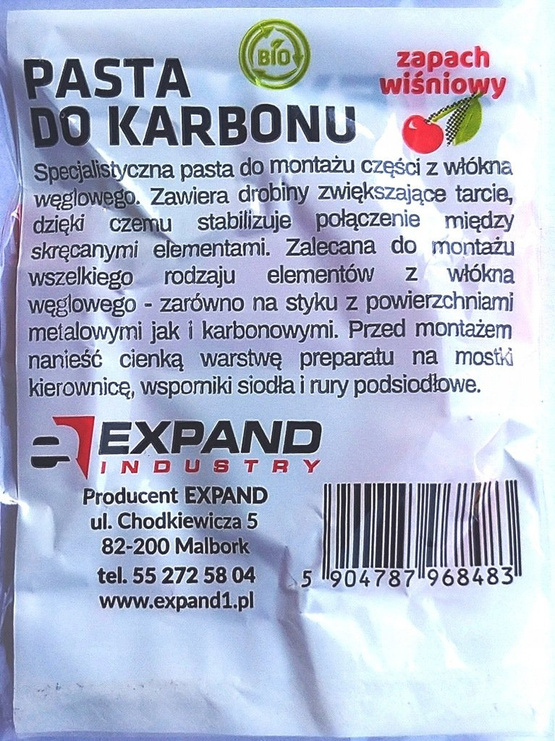 BIO
zapach
wiśniowy
PASTA
DO KARBONU
Specjalistyczna pasta do montażu części z włókna
węglowego. Zawiera drobiny zwiększające tarcie,
dzięki czemu stabilizuje połączenie między
skręcanymi elementami. Zalecana do montażu
wszelkiego rodzaju elementów z włókna
węglowego - zarówno na styku z powierzchniami
metalowymi jak i karbonowymi. Przed montażem
nanieść cienką warstwę preparatu na mostki
kierownicę, wsporniki siodła i rury podsiodłowe.
EXPAND
INDUSTRY
Producent EXPAND
ul. Chodkiewicza 5
82-200 Malbork
tel. 55 272 58 04
www.expand1.pl
5 904787 968483